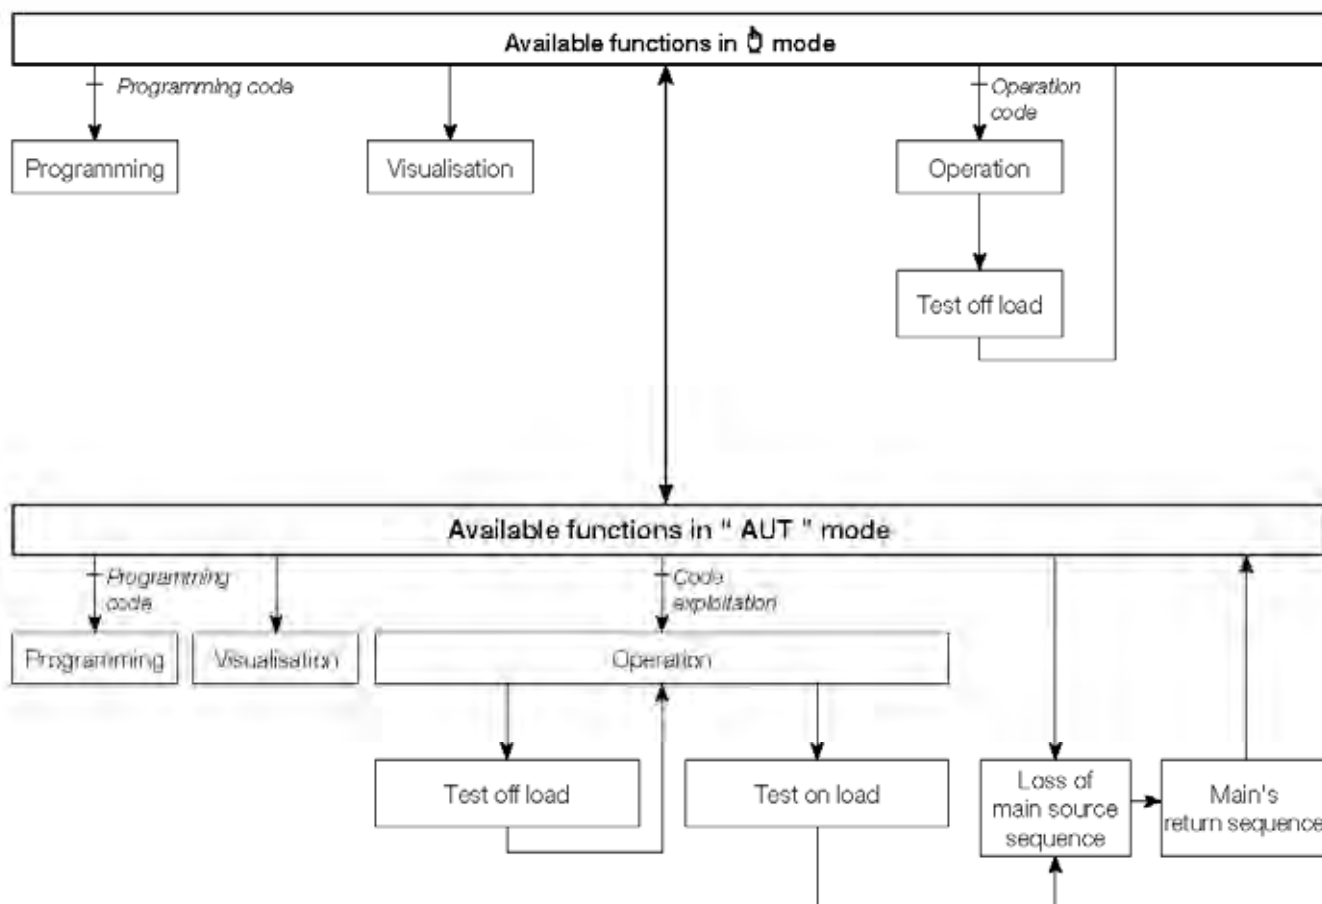 Available functions in mode
Programming code
Operation
code
Programming
Visualisation
Operation
Test off load
Available functions in " AUT " mode
Programming
code
Code
exploitation
Programming
Visualisation
Operation
Test off load
Test on load
Loss of
main source
sequence
Main's
return sequence